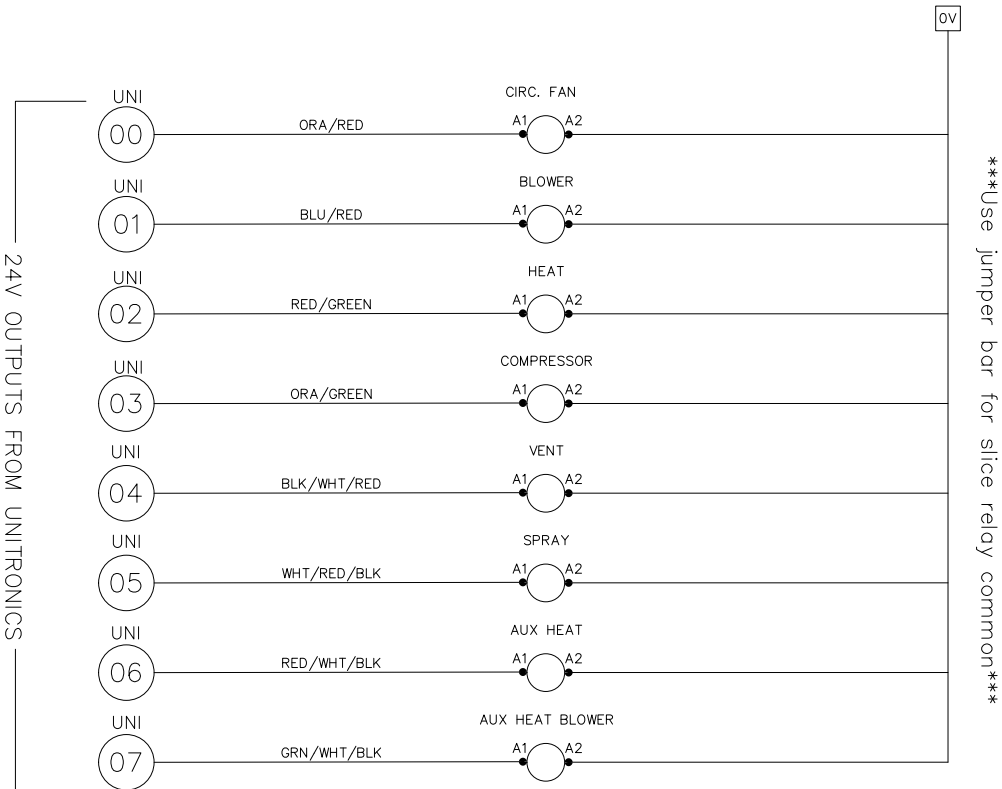 0V
UNI
00
ORA/RED
CIRC. FAN
A1 A2
UNI
01
BLU/RED
BLOWER
A1 A2
UNI
02
RED/GREEN
HEAT
A1 A2
UNI
03
ORA/GREEN
COMPRESSOR
A1 A2
UNI
04
BLK/WHT/RED
VENT
A1 A2
UNI
05
WHT/RED/BLK
SPRAY
A1 A2
UNI
06
RED/WHT/BLK
AUX HEAT
A1 A2
UNI
07
GRN/WHT/BLK
AUX HEAT BLOWER
A1 A2
24V OUTPUTS FROM UNITRONICS
***Use jumper bar for slice relay common***